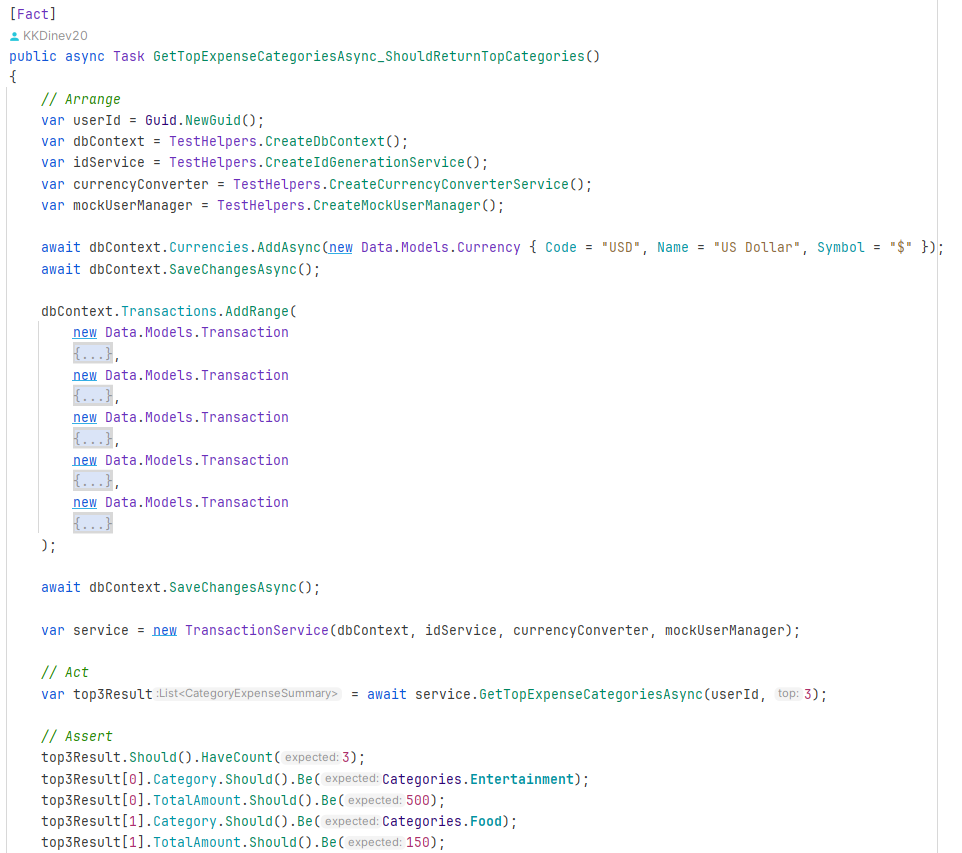 [Fact]
KKDinev20
public async Task GetTopExpenseCategoriesAsync_ShouldReturnTopCategories()
{
    // Arrange
    var userId = Guid.NewGuid();
    var dbContext = TestHelpers.CreateDbContext();
    var idService = TestHelpers.CreateIdGenerationService();
    var currencyConverter = TestHelpers.CreateCurrencyConverterService();
    var mockUserManager = TestHelpers.CreateMockUserManager();

    await dbContext.Currencies.AddAsync(new Data.Models.Currency { Code = "USD", Name = "US Dollar", Symbol = "$" });
    await dbContext.SaveChangesAsync();

    dbContext.Transactions.AddRange(
        new Data.Models.Transaction
        {...},
        new Data.Models.Transaction
        {...},
        new Data.Models.Transaction
        {...},
        new Data.Models.Transaction
        {...},
        new Data.Models.Transaction
        {...}
    );

    await dbContext.SaveChangesAsync();

    var service = new TransactionService(dbContext, idService, currencyConverter, mockUserManager);

    // Act
    var top3Result :List<CategoryExpenseSummary> = await service.GetTopExpenseCategoriesAsync(userId, top: 3);

    // Assert
    top3Result.Should().HaveCount( expected: 3);
    top3Result[0].Category.Should().Be( expected: Categories.Entertainment);
    top3Result[0].TotalAmount.Should().Be( expected: 500);
    top3Result[1].Category.Should().Be( expected: Categories.Food);
    top3Result[1].TotalAmount.Should().Be( expected: 150);